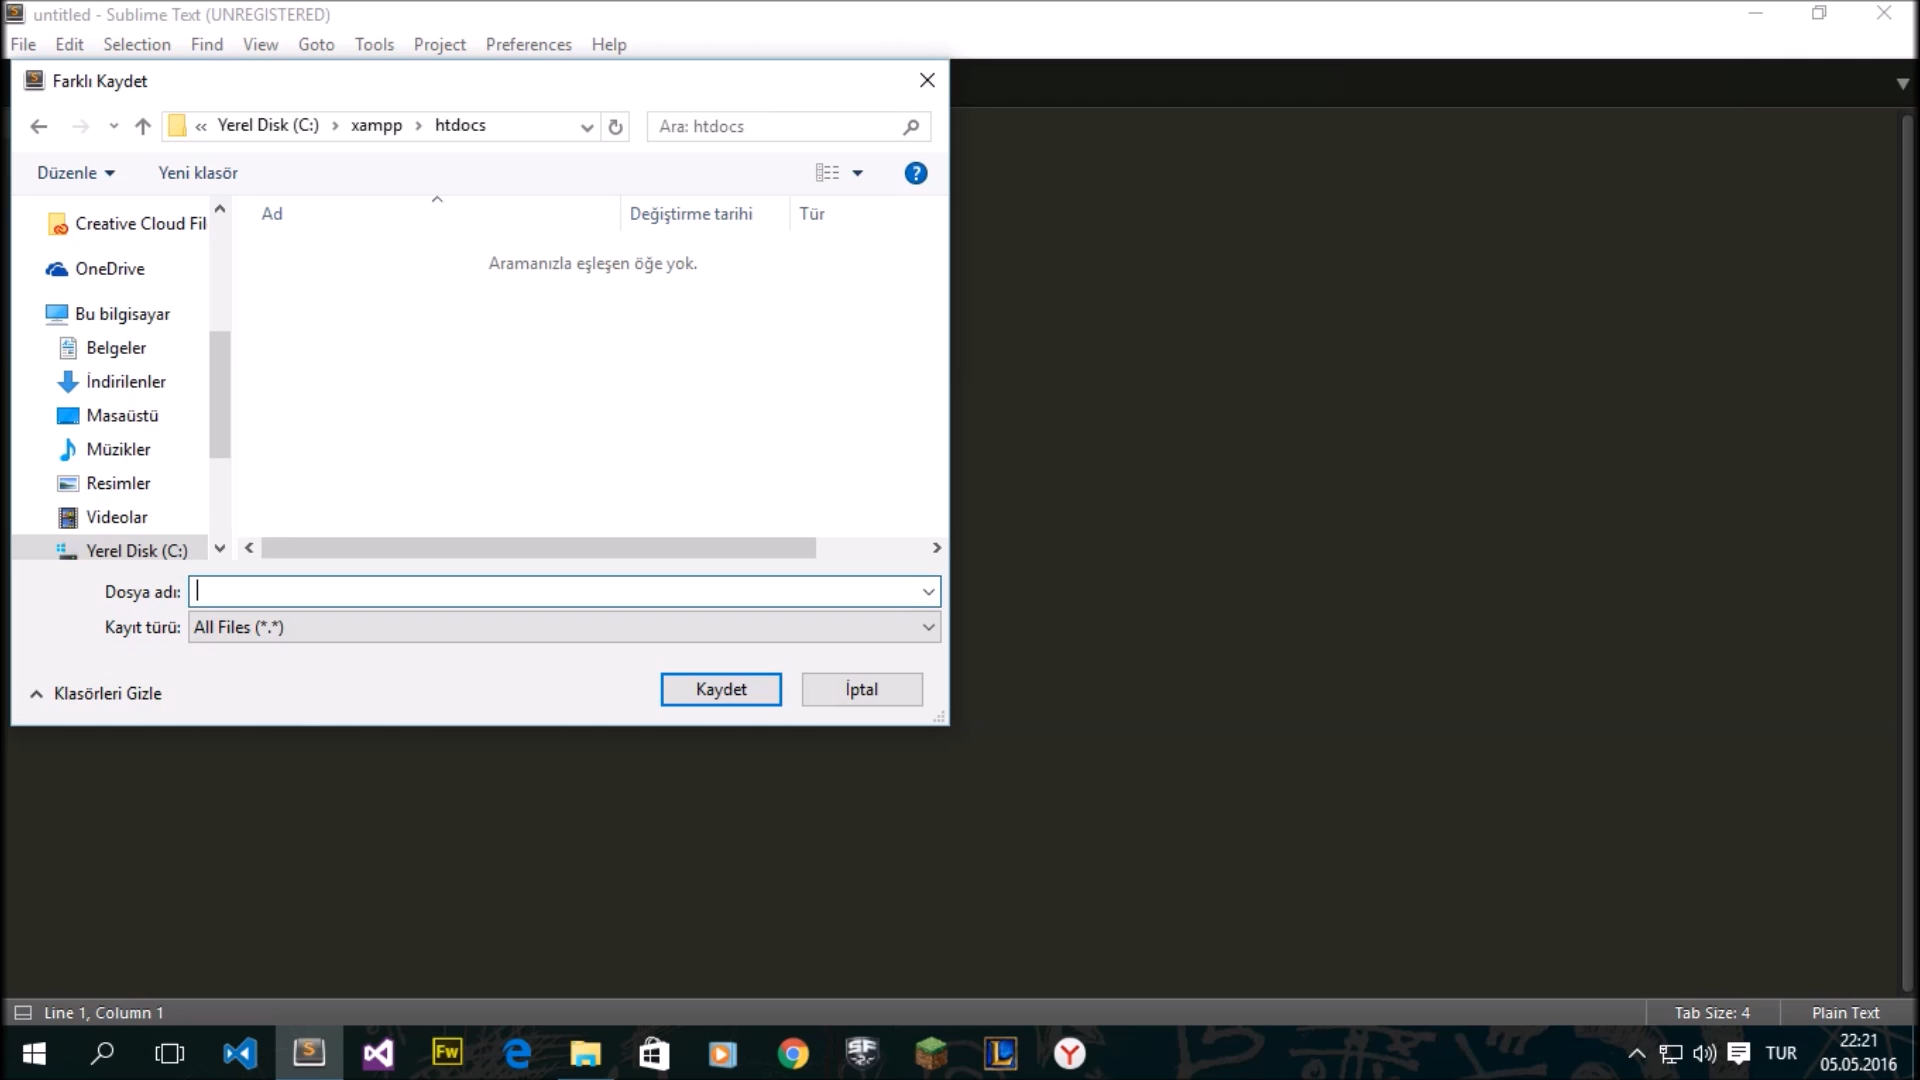 untitled - Sublime Text (UNREGISTERED)
File Edit Selection Find View Goto Tools Project Preferences Help
Farklı Kaydet
« Yerel Disk (C:) › xampp › htdocs
Ara: htdocs
Düzenle Yeni klasör
Ad Değiştirme tarihi Tür
Aramanızla eşleşen öğe yok.
Creative Cloud Fil
OneDrive
Bu bilgisayar
Belgeler
İndirilenler
Masaüstü
Müzikler
Resimler
Videolar
Yerel Disk (C:)
Dosya adı:
Kayıt türü: All Files (*.*)
Klasörleri Gizle
Kaydet İptal
Line 1, Column 1
Tab Size: 4 Plain Text
Fw
TUR
22:21
05.05.2016